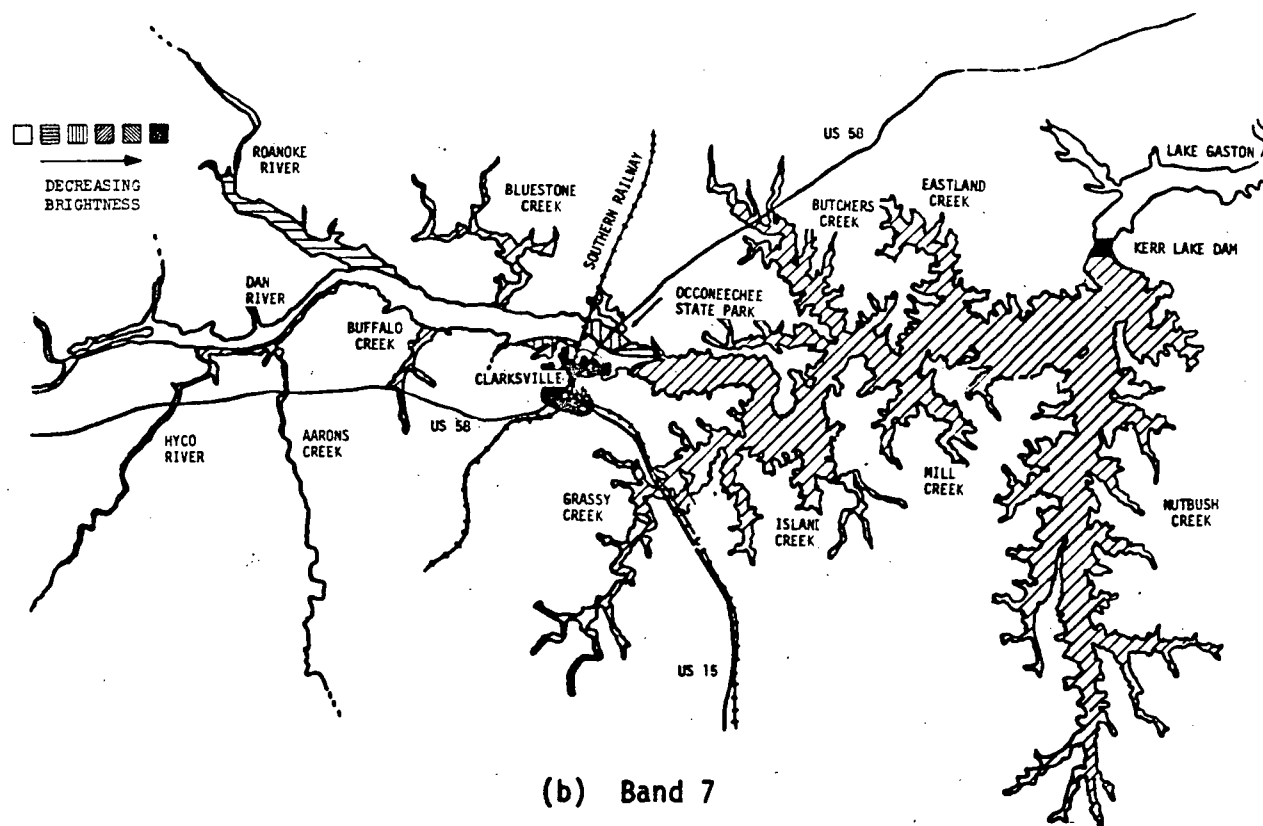 US 58
LAKE GASTON
ROANOKE
RIVER
DECREASING
BRIGHTNESS
BLUESTONE
CREEK
SOUTHERN RAILWAY
BUTCHERS
CREEK
EASTLAND
CREEK
KERR LAKE DAM
DAN
RIVER
OCCONEECHEE
STATE PARK
BUFFALO
CREEK
CLARKSVILLE
US 58
HYCO
RIVER
AARONS
CREEK
GRASSY
CREEK
ISLAND
CREEK
MILL
CREEK
NUTBUSH
CREEK
US 15
(b) Band 7